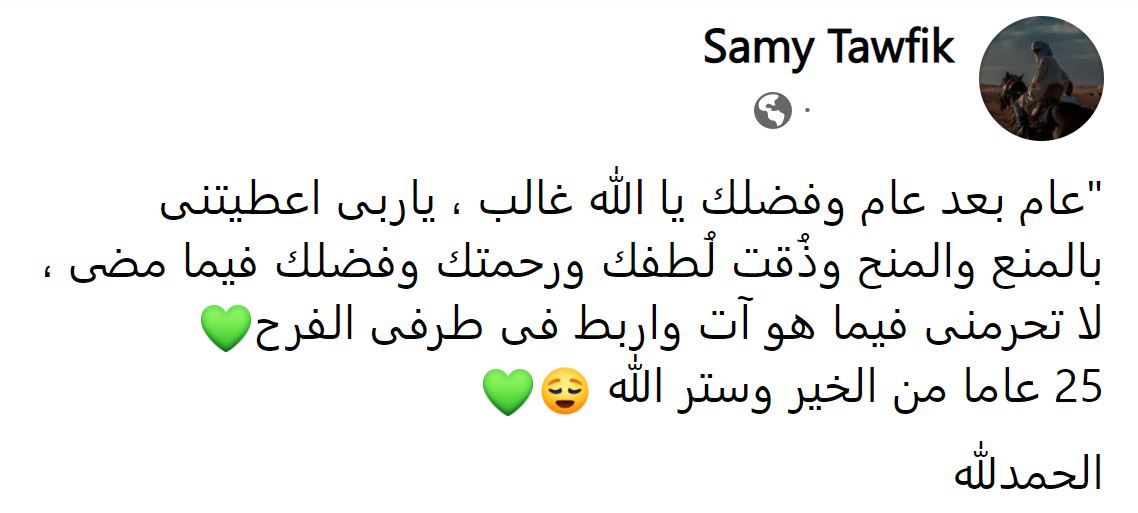 Samy Tawfik
"عام بعد عام وفضلك يا الله غالب ، ياربى اعطيتنى
بالمنع والمنح وذُقت لُطفك ورحمتك وفضلك فيما مضى ،
لا تحرمنى فيما هو آت واربط فى طرفى الفرح💚
25 عاما من الخير وستر الله 😌💚
الحمدلله